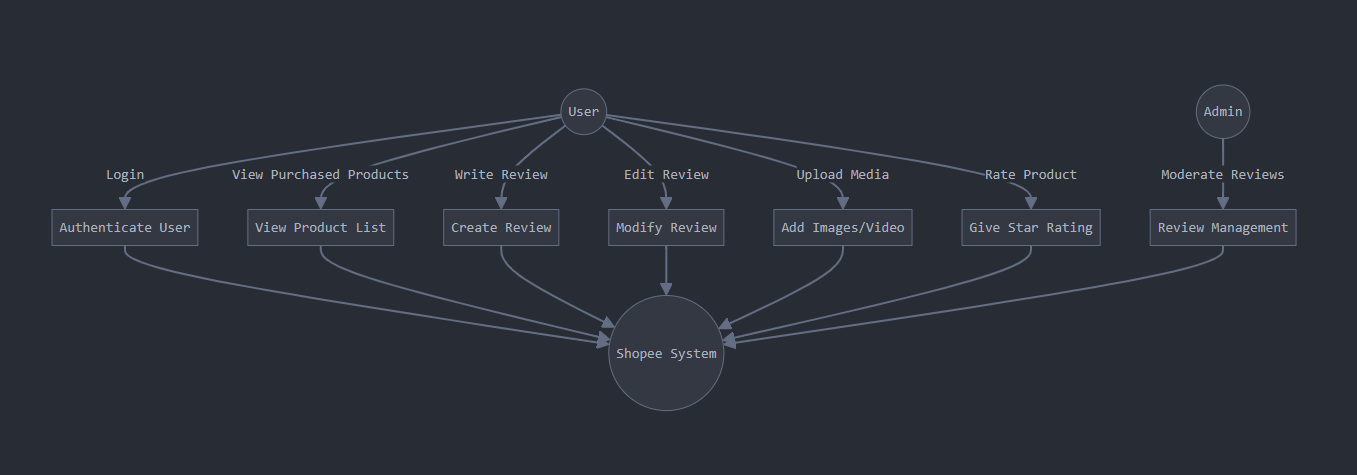 User
Admin
Login
View Purchased Products
Write Review
Edit Review
Upload Media
Rate Product
Moderate Reviews
Authenticate User
View Product List
Create Review
Modify Review
Add Images/Video
Give Star Rating
Review Management
Shopee System